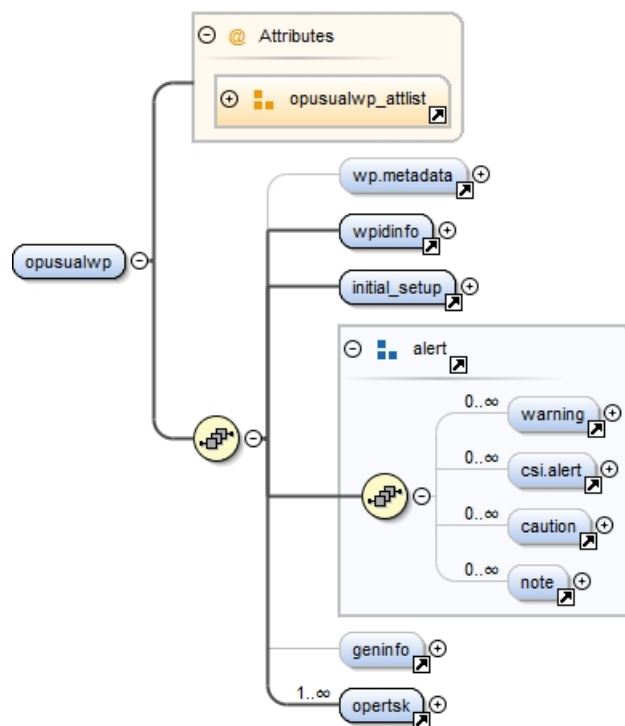 @ Attributes
opusualwp_attlist
wp.metadata
wpidinfo
opusualwp
initial_setup
alert
0..∞
warning
0..∞
csi.alert
0..∞
caution
0..∞
note
geninfo
1..∞
opertsk